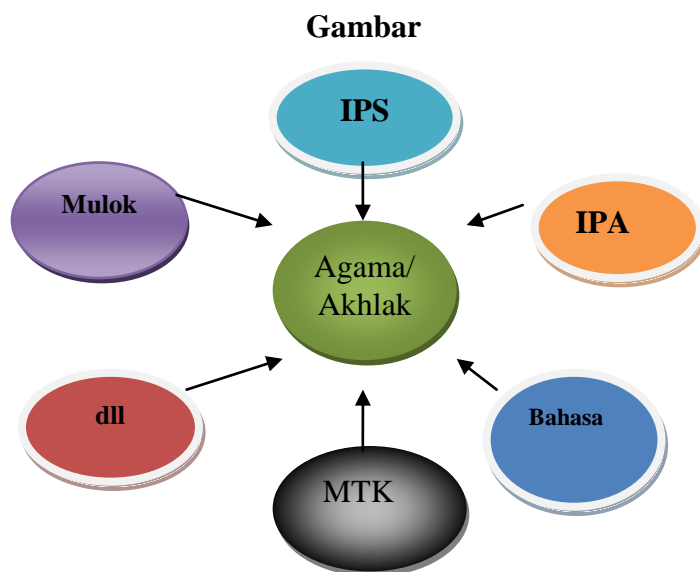 Gambar
IPS
Mulok
IPA
Agama/
Akhlak
dll
Bahasa
MTK